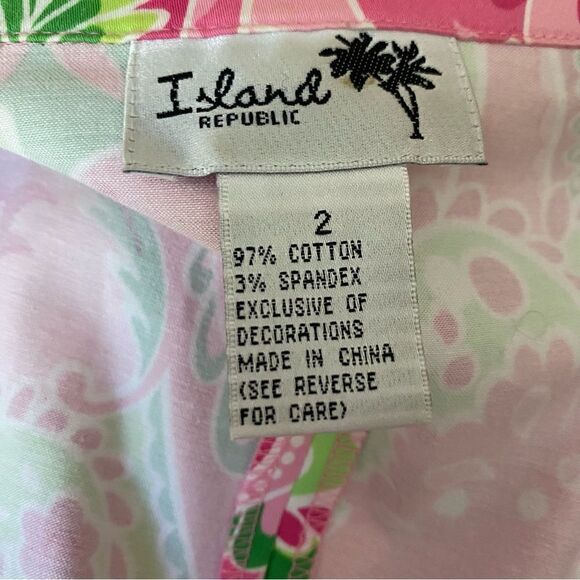 Island
REPUBLIC
2
97% COTTON
3% SPANDEX
EXCLUSIVE OF
DECORATIONS
MADE IN CHINA
(SEE REVERSE
FOR CARE)